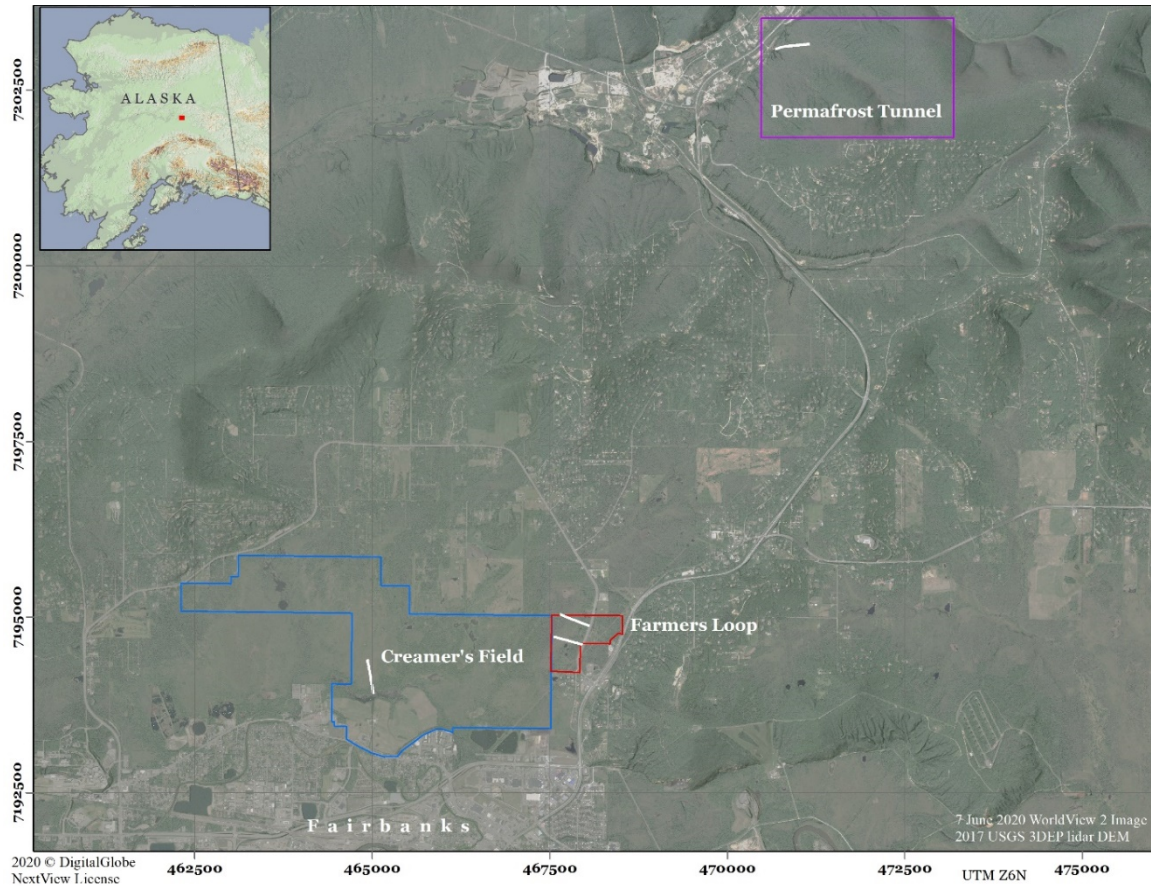 ALASKA
7202500
Permafrost Tunnel
7200000
7197500
7195000
Farmers Loop
Creamer's Field
7192500
Fairbanks
7 June 2020 WorldView 2 Image
2017 USGS 3DEP lidar DEM
2020 © DigitalGlobe
NextView License
462500
465000
467500
470000
472500
475000
UTM Z6N